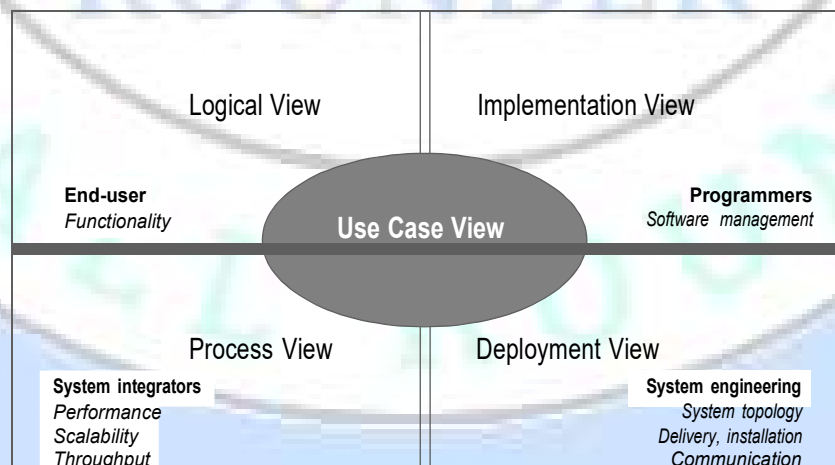 Logical View
Implementation View
End-user
Functionality
Programmers
Software management
Use Case View
Process View
Deployment View
System integrators
Performance
Scalability
Throughput
System engineering
System topology
Delivery, installation
Communication